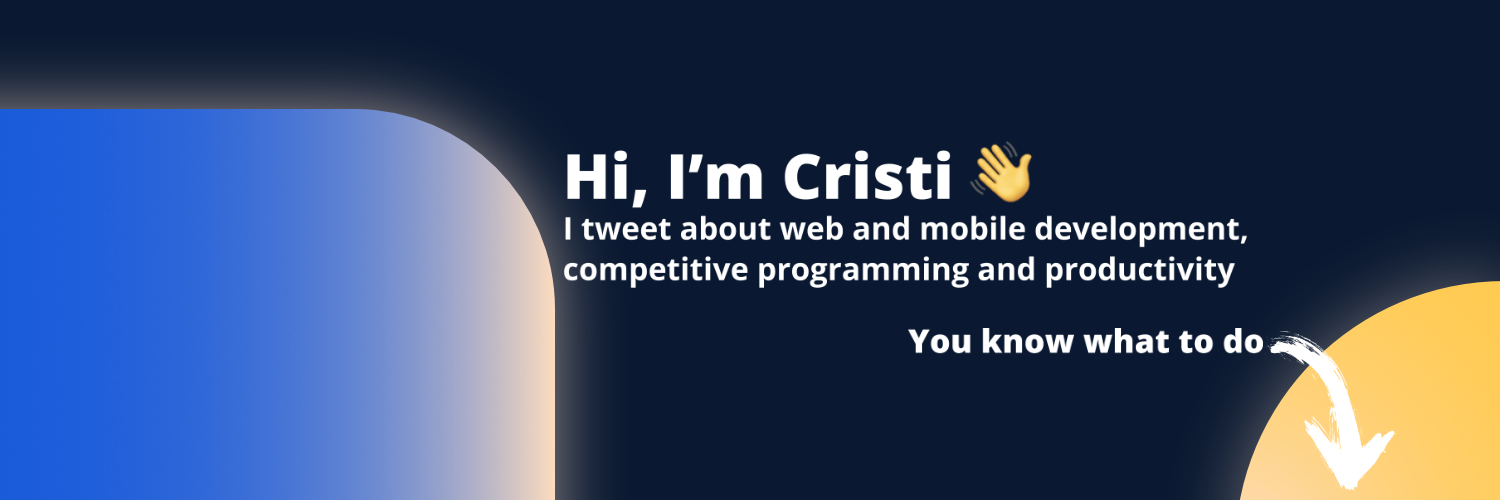 Hi, I’m Cristi 👋
I tweet about web and mobile development,
competitive programming and productivity
You know what to do